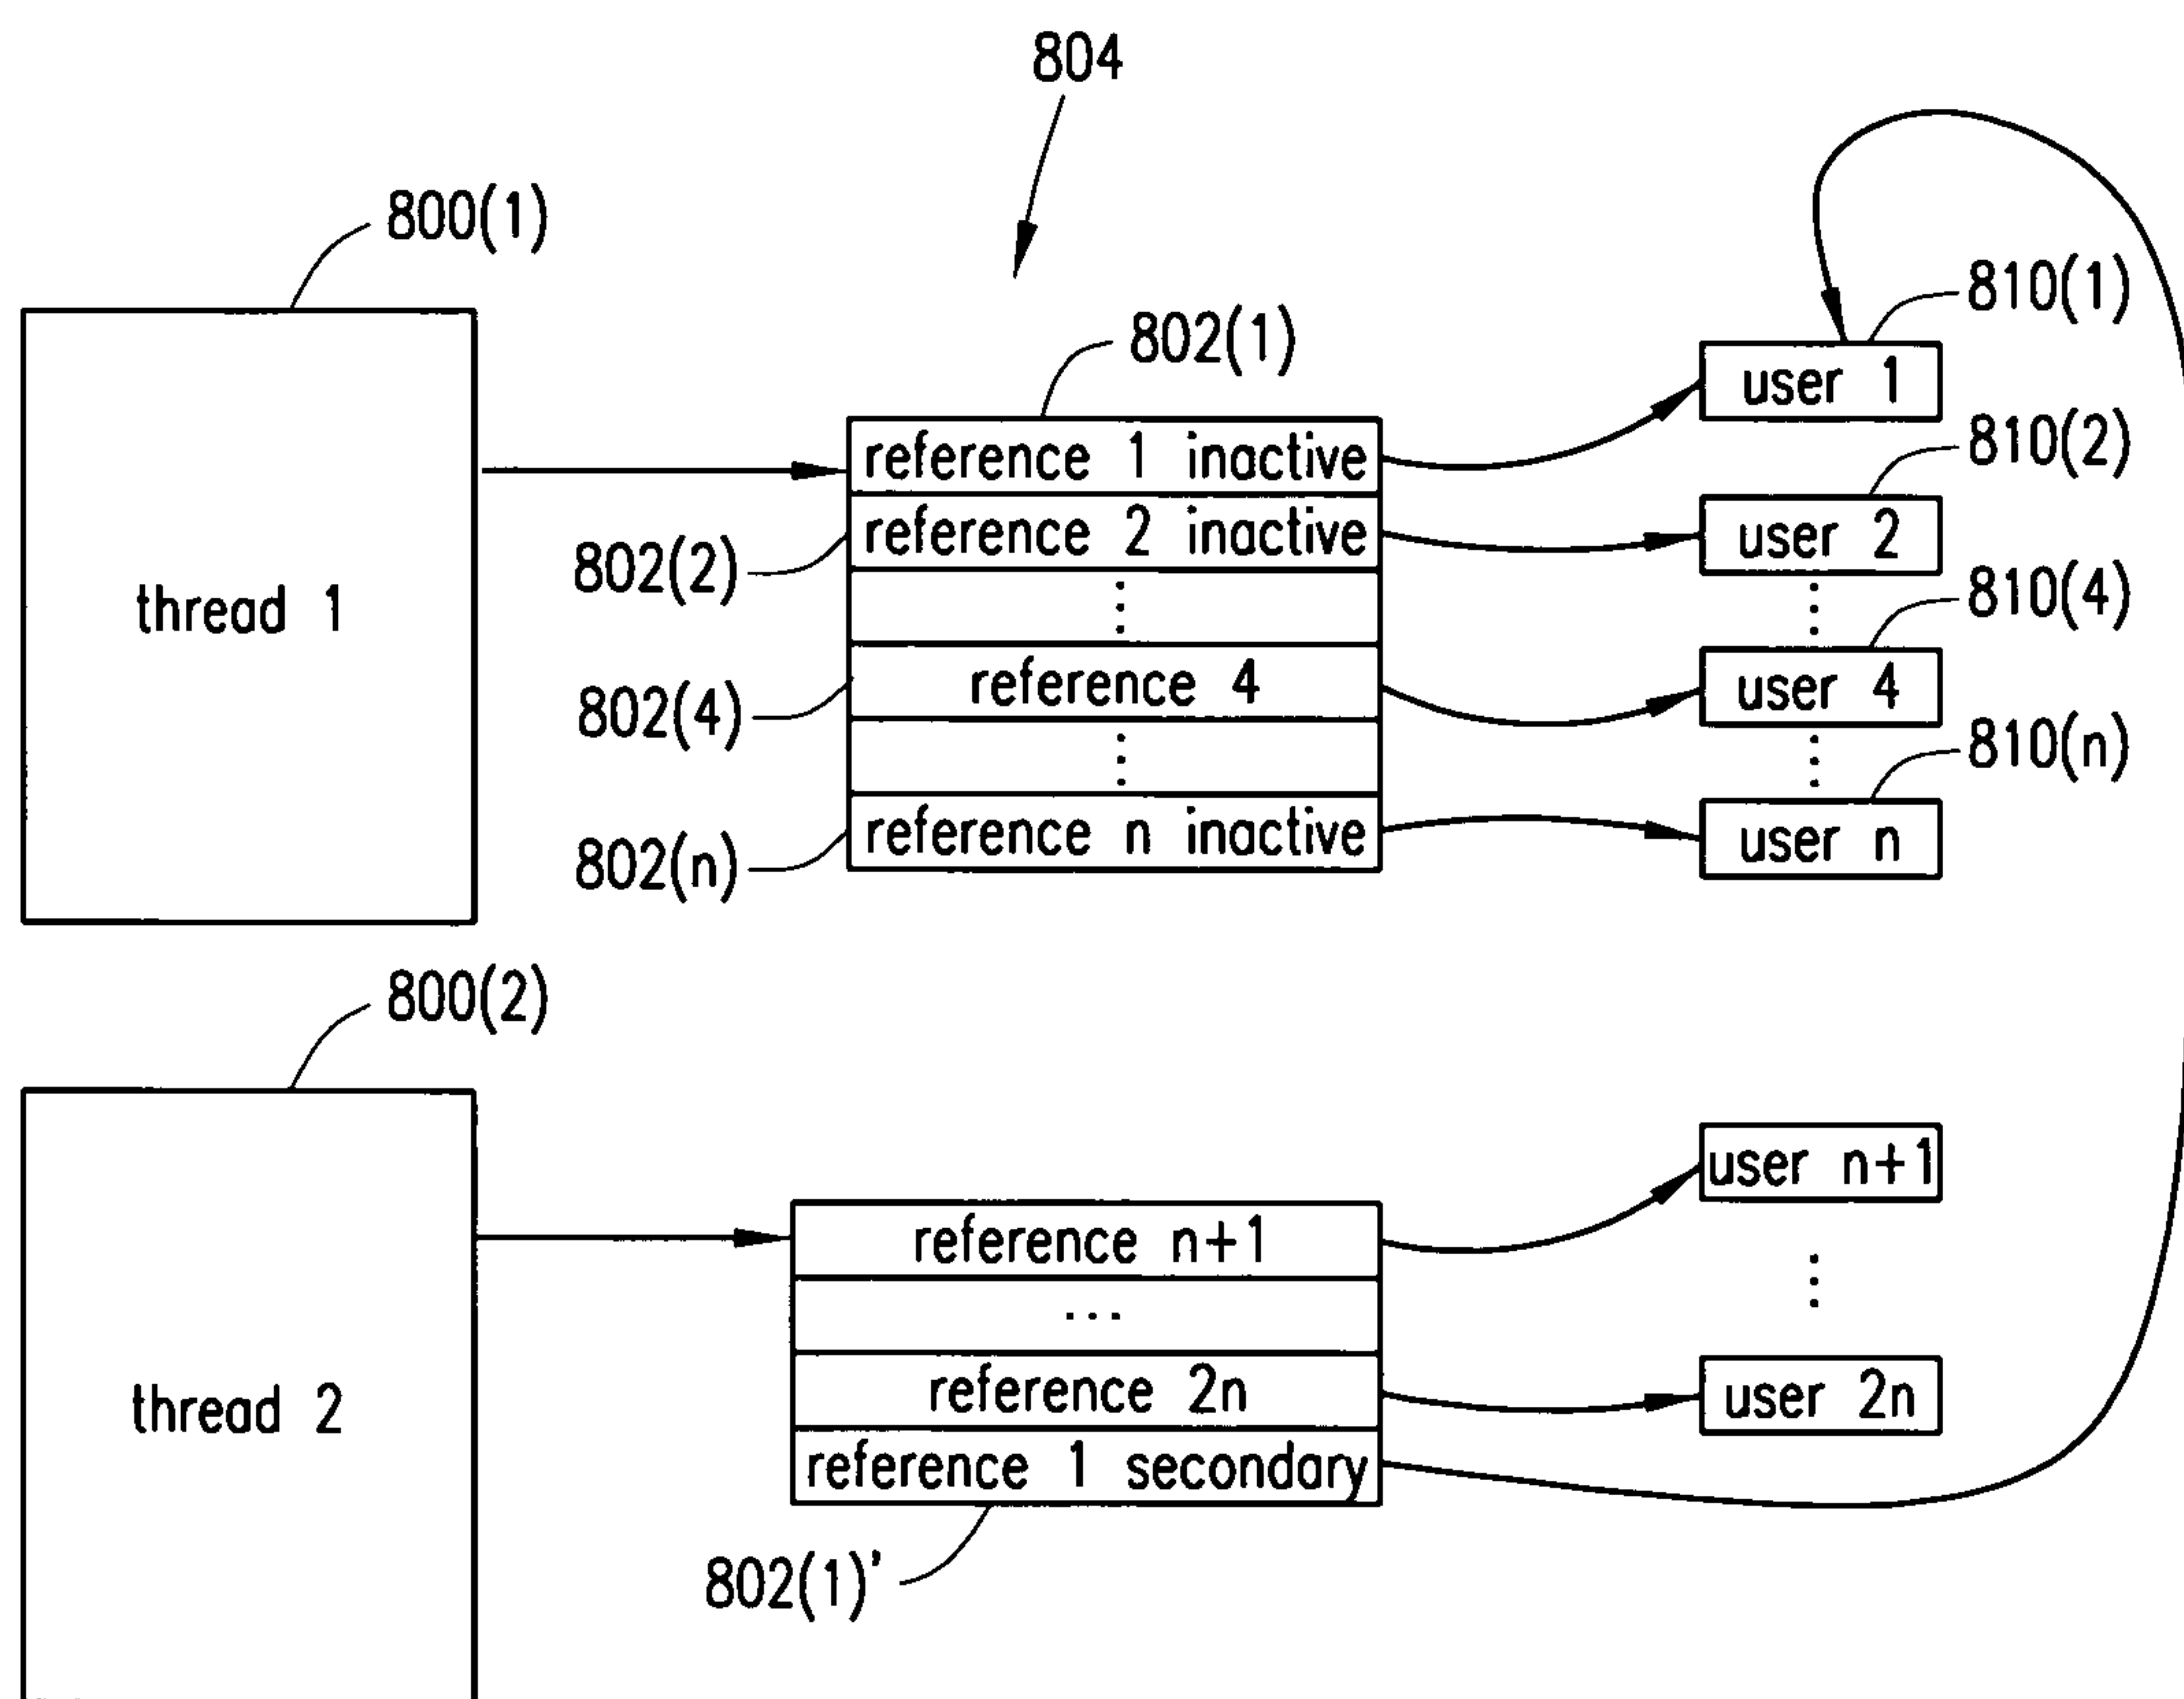 804
800(1)
810(1)
802(1)
user 1
810(2)
reference 1 inactive
802(2)
reference 2 inactive
user 2
810(4)
thread 1
802(4)
reference 4
user 4
810(n)
802(n)
reference n inactive
user n
800(2)
user n+1
reference n+1
...
reference 2n
user 2n
thread 2
reference 1 secondary
802(1)'